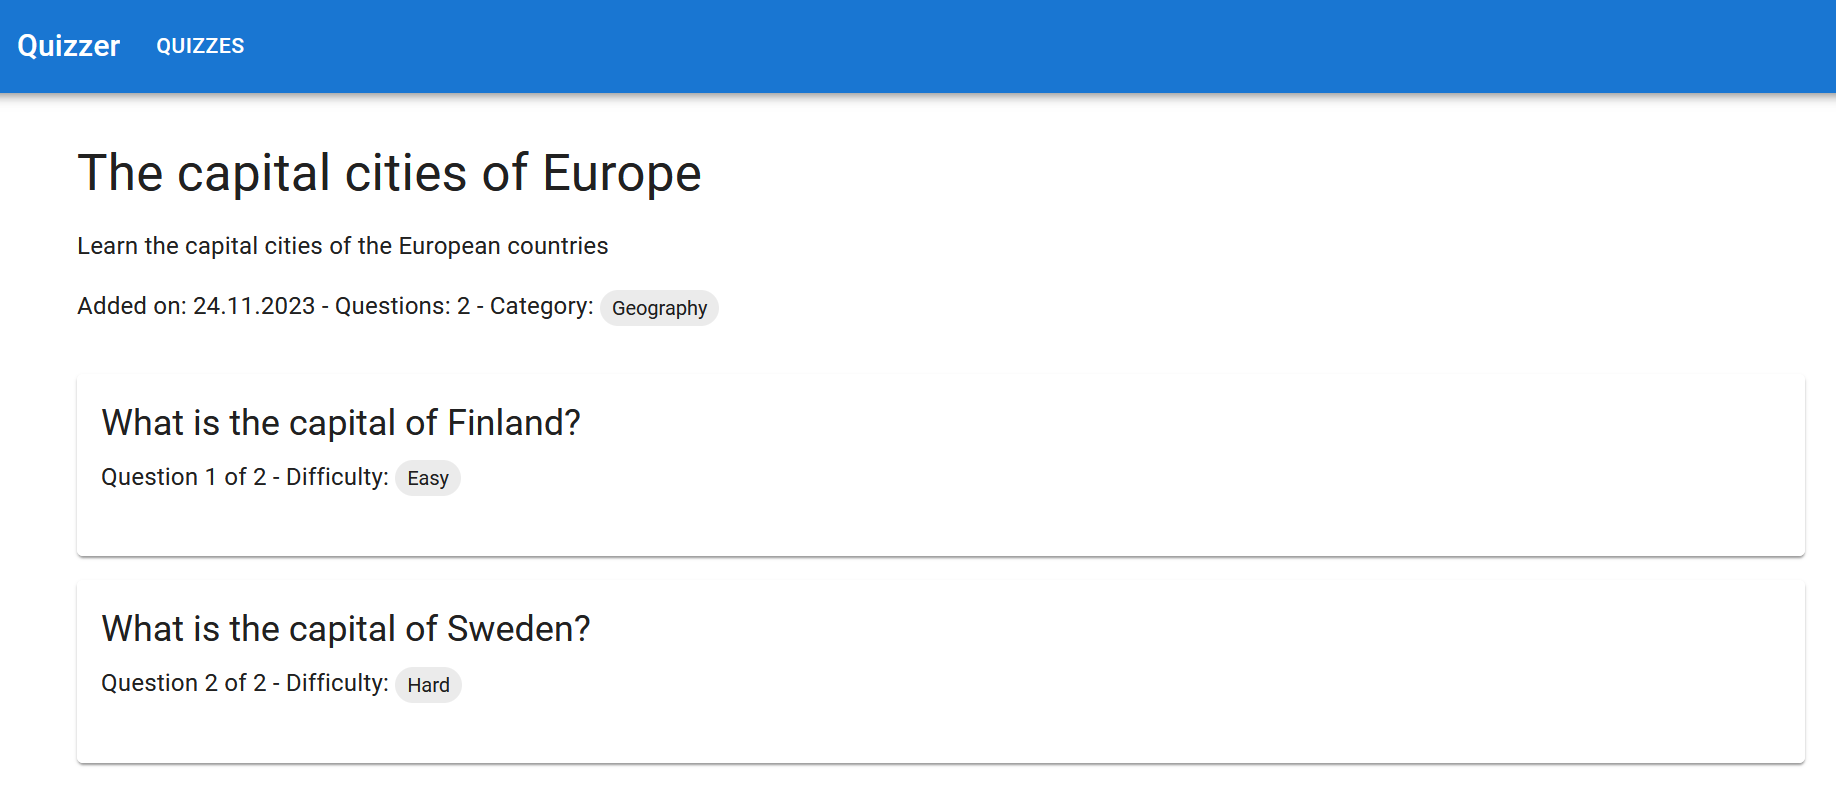 Quizzer QUIZZES
The capital cities of Europe
Learn the capital cities of the European countries
Added on: 24.11.2023 - Questions: 2 - Category: Geography
What is the capital of Finland?
Question 1 of 2 - Difficulty: Easy
What is the capital of Sweden?
Question 2 of 2 - Difficulty: Hard